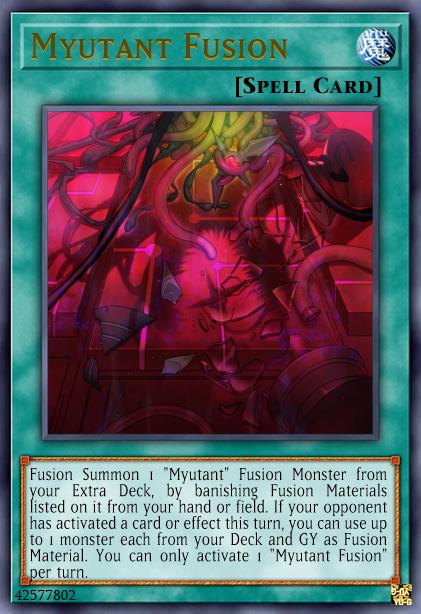 Myutant Fusion
魔
[Spell Card]
Fusion Summon 1 "Myutant" Fusion Monster from
your Extra Deck, by banishing Fusion Materials
listed on it from your hand or field. If your opponent
has activated a card or effect this turn, you can use up
to 1 monster each from your Deck and GY as Fusion
Material. You can only activate 1 "Myutant Fusion"
per turn.
42577802